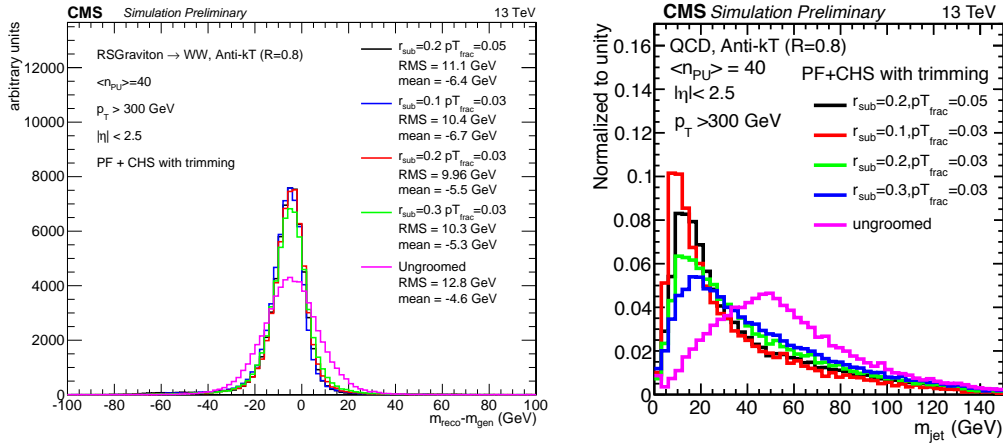 CMS Simulation Preliminary 13 TeV
arbitrary units
12000
10000
8000
6000
4000
2000
0
RSGraviton → WW, Anti-kT (R=0.8)
<n_PU>=40
p_T > 300 GeV
|η| < 2.5
PF + CHS with trimming
r_sub=0.2 pT_frac=0.05
RMS = 11.1 GeV
mean = -6.4 GeV
r_sub=0.1 pT_frac=0.03
RMS = 10.4 GeV
mean = -6.7 GeV
r_sub=0.2 pT_frac=0.03
RMS = 9.96 GeV
mean = -5.5 GeV
r_sub=0.3 pT_frac=0.03
RMS = 10.3 GeV
mean = -5.3 GeV
Ungroomed
RMS = 12.8 GeV
mean = -4.6 GeV
-100 -80 -60 -40 -20 0 20 40 60 80 100
m_reco-m_gen (GeV)
CMS Simulation Preliminary 13 TeV
Normalized to unity
0.16
0.14
0.12
0.1
0.08
0.06
0.04
0.02
0
QCD, Anti-kT (R=0.8)
<n_PU> = 40
|η|< 2.5
p_T >300 GeV
PF+CHS with trimming
r_sub=0.2,pT_frac=0.05
r_sub=0.1,pT_frac=0.03
r_sub=0.2,pT_frac=0.03
r_sub=0.3,pT_frac=0.03
ungroomed
0 20 40 60 80 100 120 140
m_jet (GeV)